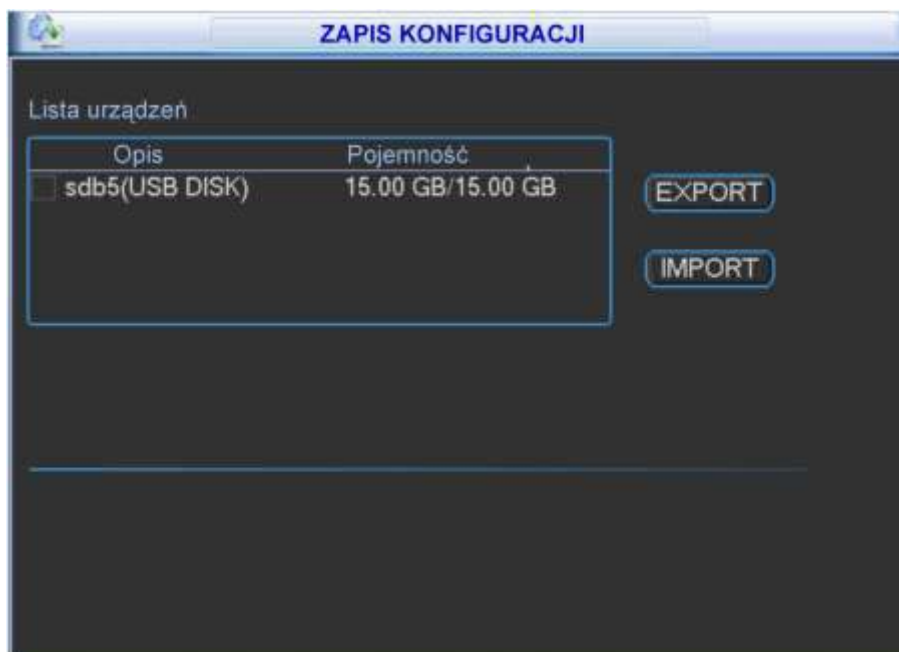 ZAPIS KONFIGURACJI
Lista urządzeń
Opis Pojemność
sdb5(USB DISK) 15.00 GB/15.00 GB
EXPORT
IMPORT